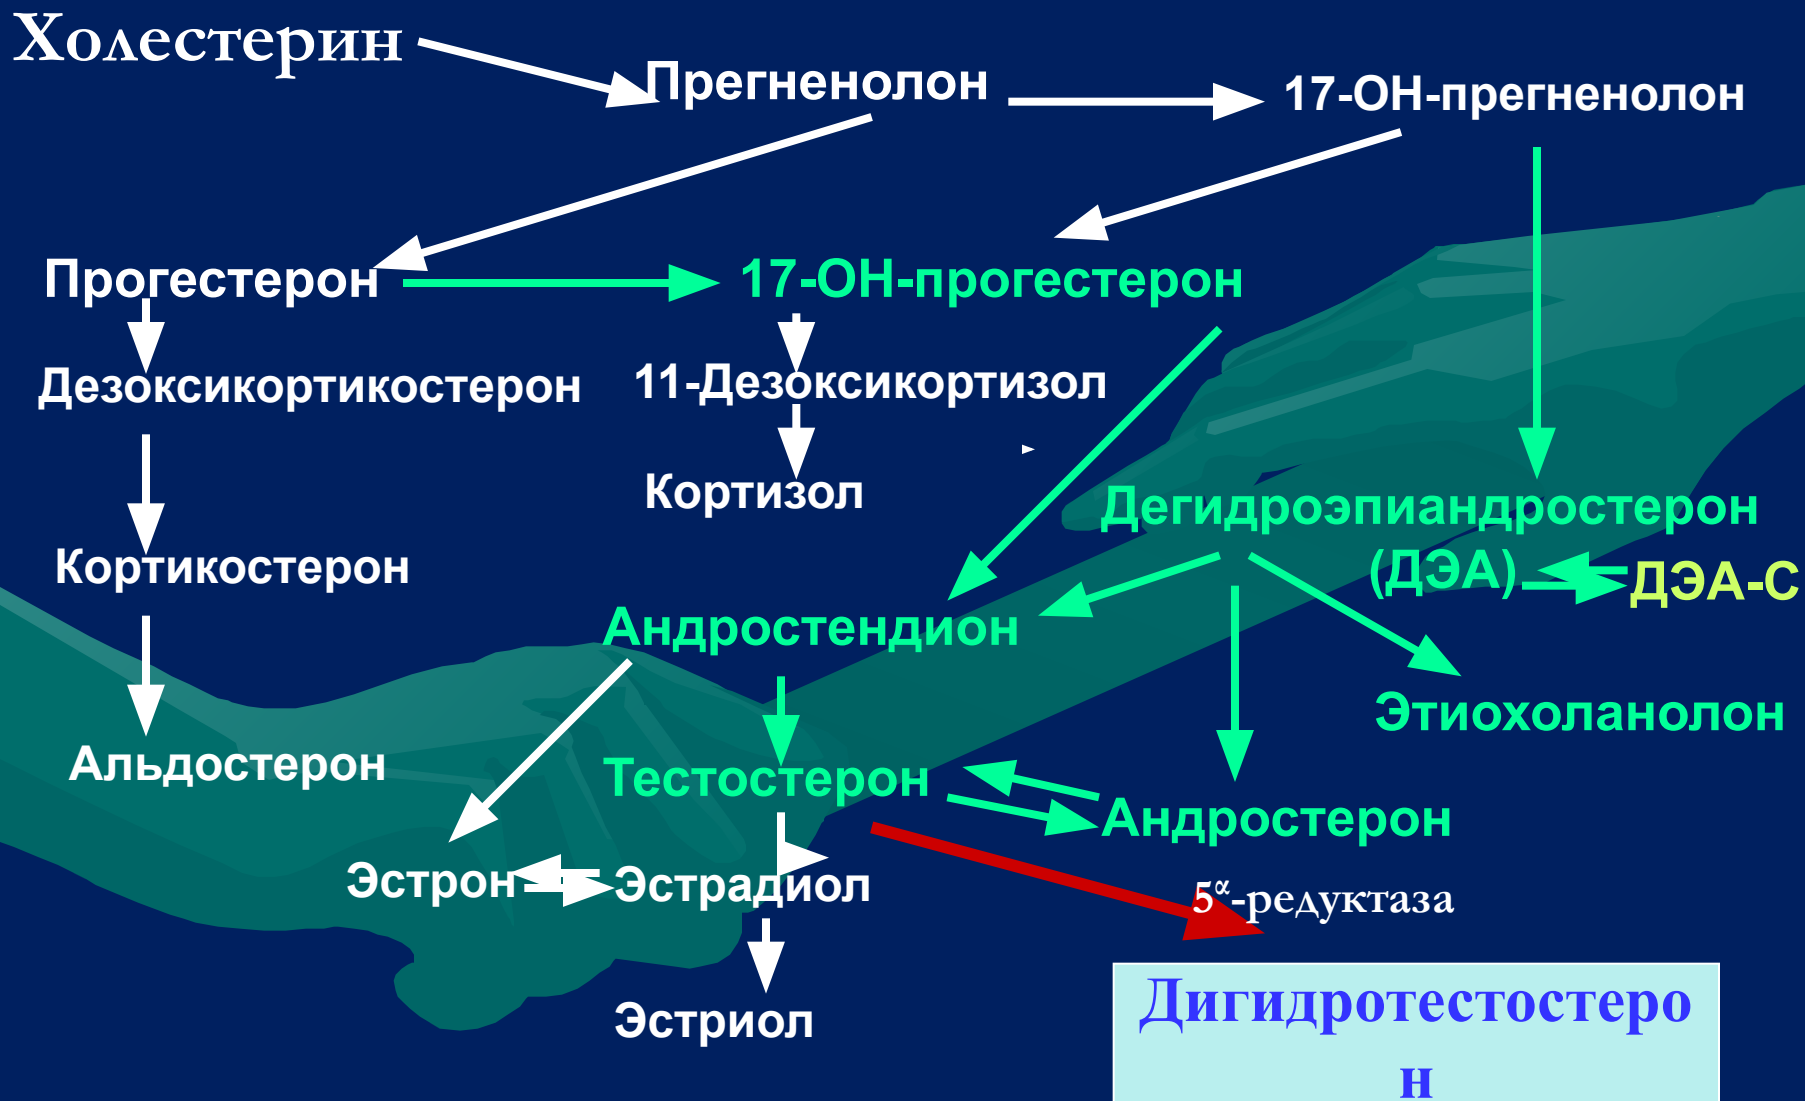 Холестерин
Прегненолон
17-ОН-прегненолон
Прогестерон
17-ОН-прогестерон
Дезоксикортикостерон
11-Дезоксикортизол
Кортизол
Дегидроэпиандростерон
(ДЭА)
ДЭА-С
Кортикостерон
Андростендион
Этиохоланолон
Альдостерон
Тестостерон
Андростерон
Эстрон
Эстрадиол
5α-редуктаза
Эстриол
Дигидротестостеро
н